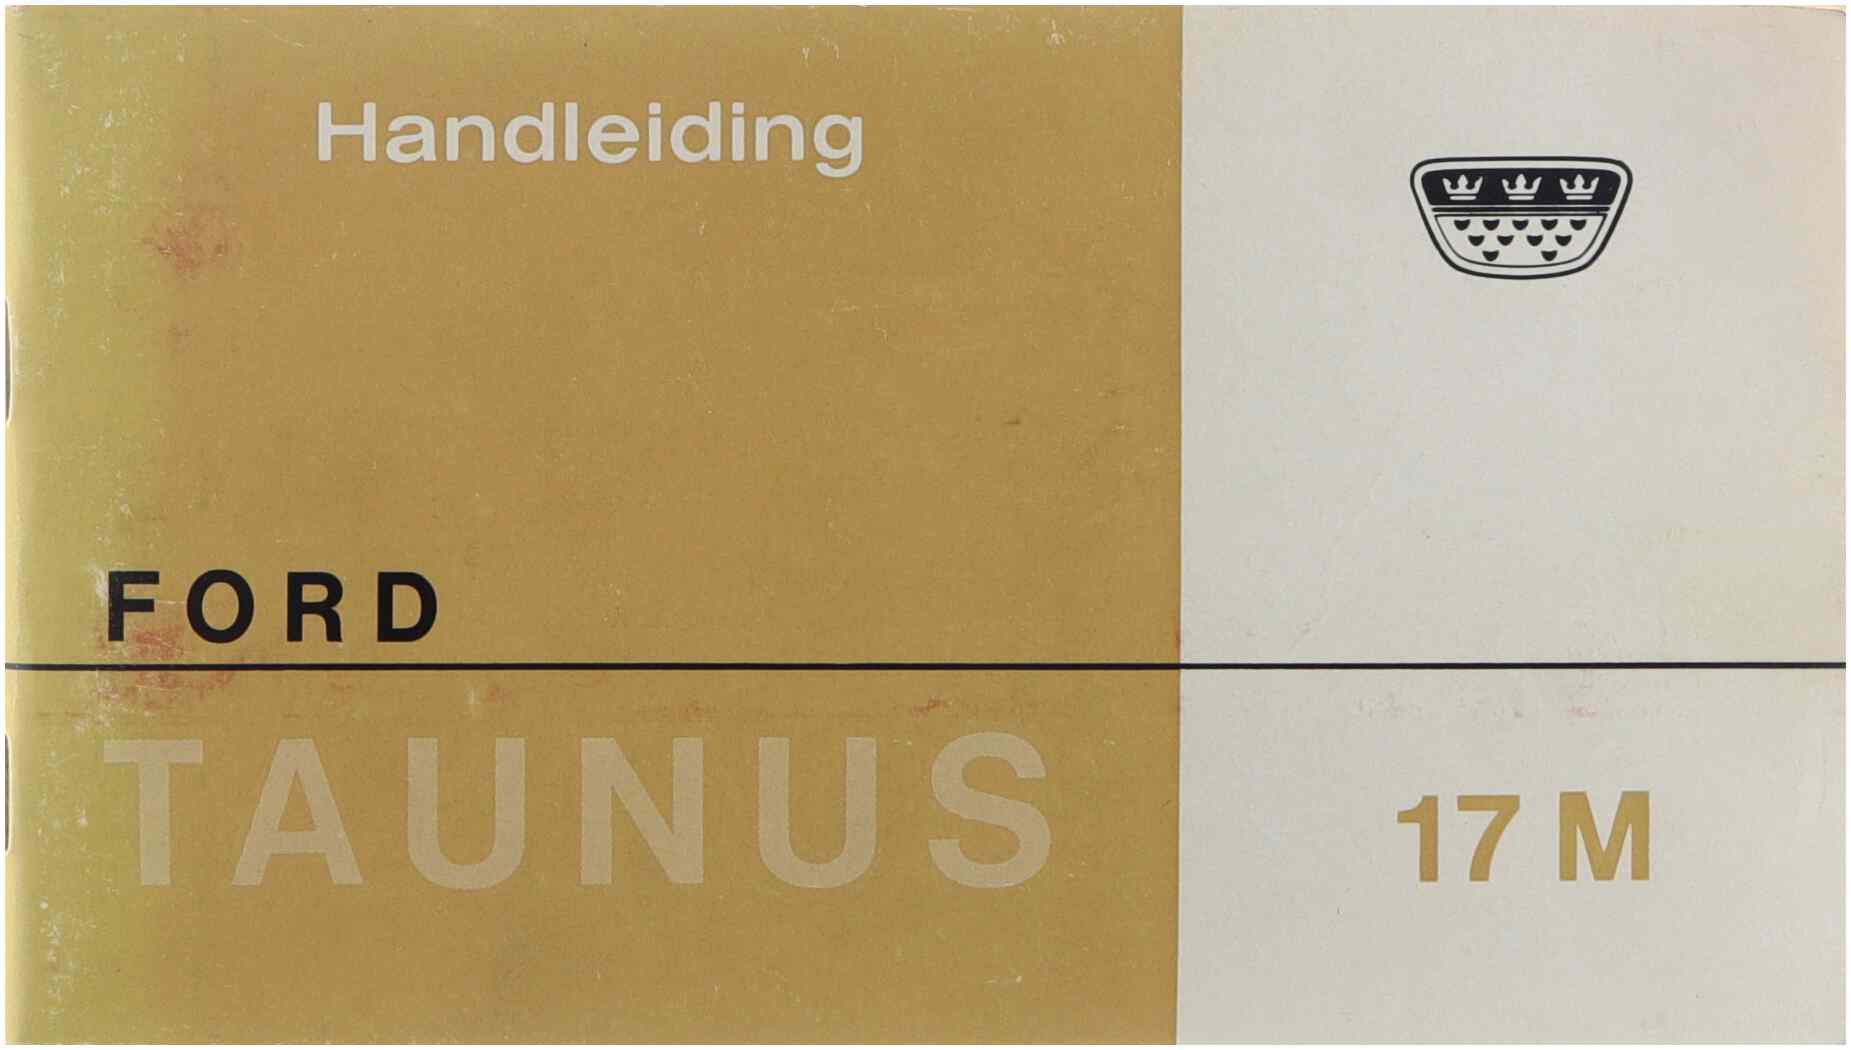 Handleiding
FORD
TAUNUS
17 M